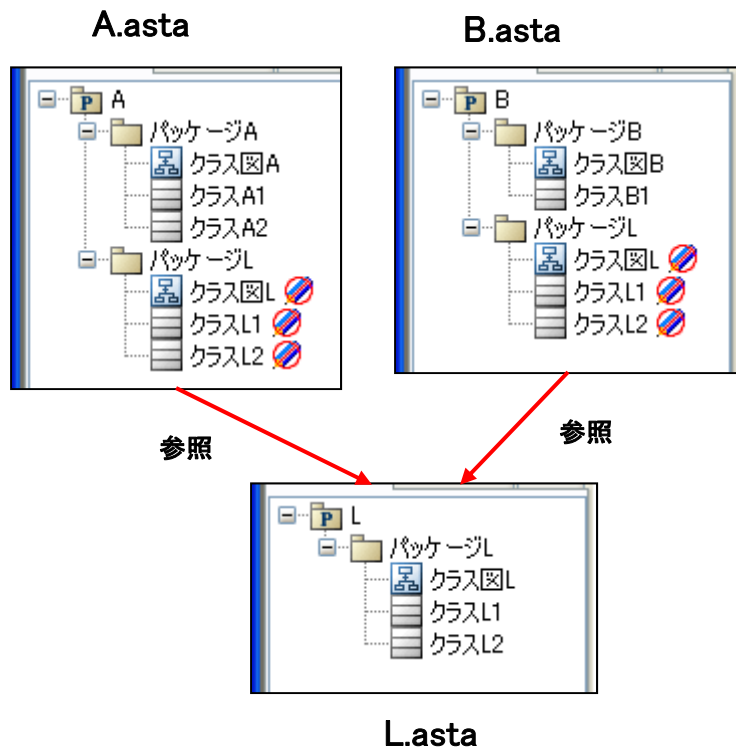 A.asta
A
パッケージA
クラス図A
クラスA1
クラスA2
パッケージL
クラス図L
クラスL1
クラスL2
B.asta
B
パッケージB
クラス図B
クラスB1
パッケージL
クラス図L
クラスL1
クラスL2
参照
参照
L
パッケージL
クラス図L
クラスL1
クラスL2
L.asta